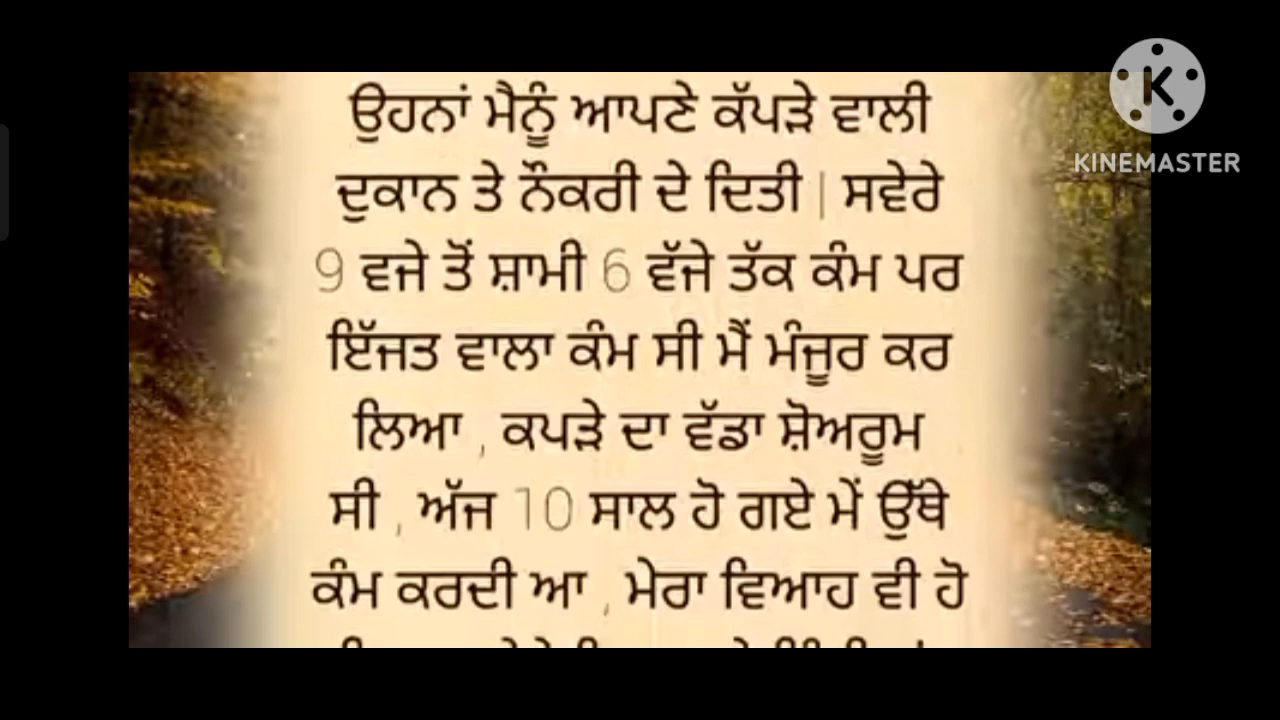 ਉਹਨਾਂ ਮੈਨੂੰ ਆਪਣੇ ਕੱਪੜੇ ਵਾਲੀ
ਦੁਕਾਨ ਤੇ ਨੌਕਰੀ ਦੇ ਦਿਤੀ | ਸਵੇਰੇ
9 ਵਜੇ ਤੋਂ ਸ਼ਾਮੀ 6 ਵੱਜੇ ਤੱਕ ਕੰਮ ਪਰ
ਇੱਜਤ ਵਾਲਾ ਕੰਮ ਸੀ ਮੈਂ ਮੰਜੂਰ ਕਰ
ਲਿਆ , ਕਪੜੇ ਦਾ ਵੱਡਾ ਸ਼ੋਅਰੂਮ
ਸੀ , ਅੱਜ 10 ਸਾਲ ਹੋ ਗਏ ਮੇਂ ਉੱਥੇ
ਕੰਮ ਕਰਦੀ ਆ , ਮੇਰਾ ਵਿਆਹ ਵੀ ਹੋ
KINEMASTER